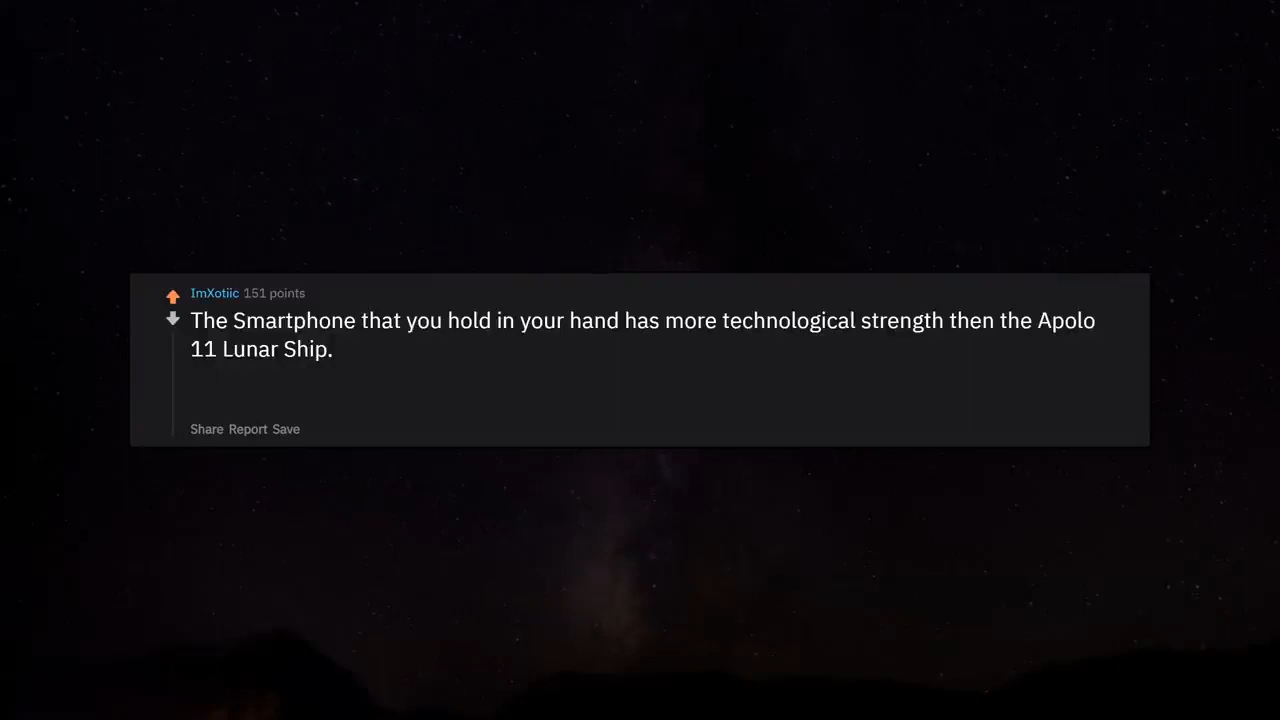 ImXotiic 151 points
The Smartphone that you hold in your hand has more technological strength then the Apolo
11 Lunar Ship.
Share Report Save